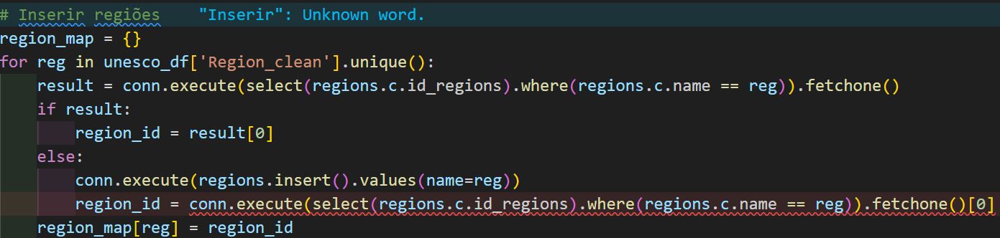 # Inserir regiões    "Inserir": Unknown word.
region_map = {}
for reg in unesco_df['Region_clean'].unique():
    result = conn.execute(select(regions.c.id_regions).where(regions.c.name == reg)).fetchone()
    if result:
        region_id = result[0]
    else:
        conn.execute(regions.insert().values(name=reg))
        region_id = conn.execute(select(regions.c.id_regions).where(regions.c.name == reg)).fetchone()[0]
    region_map[reg] = region_id